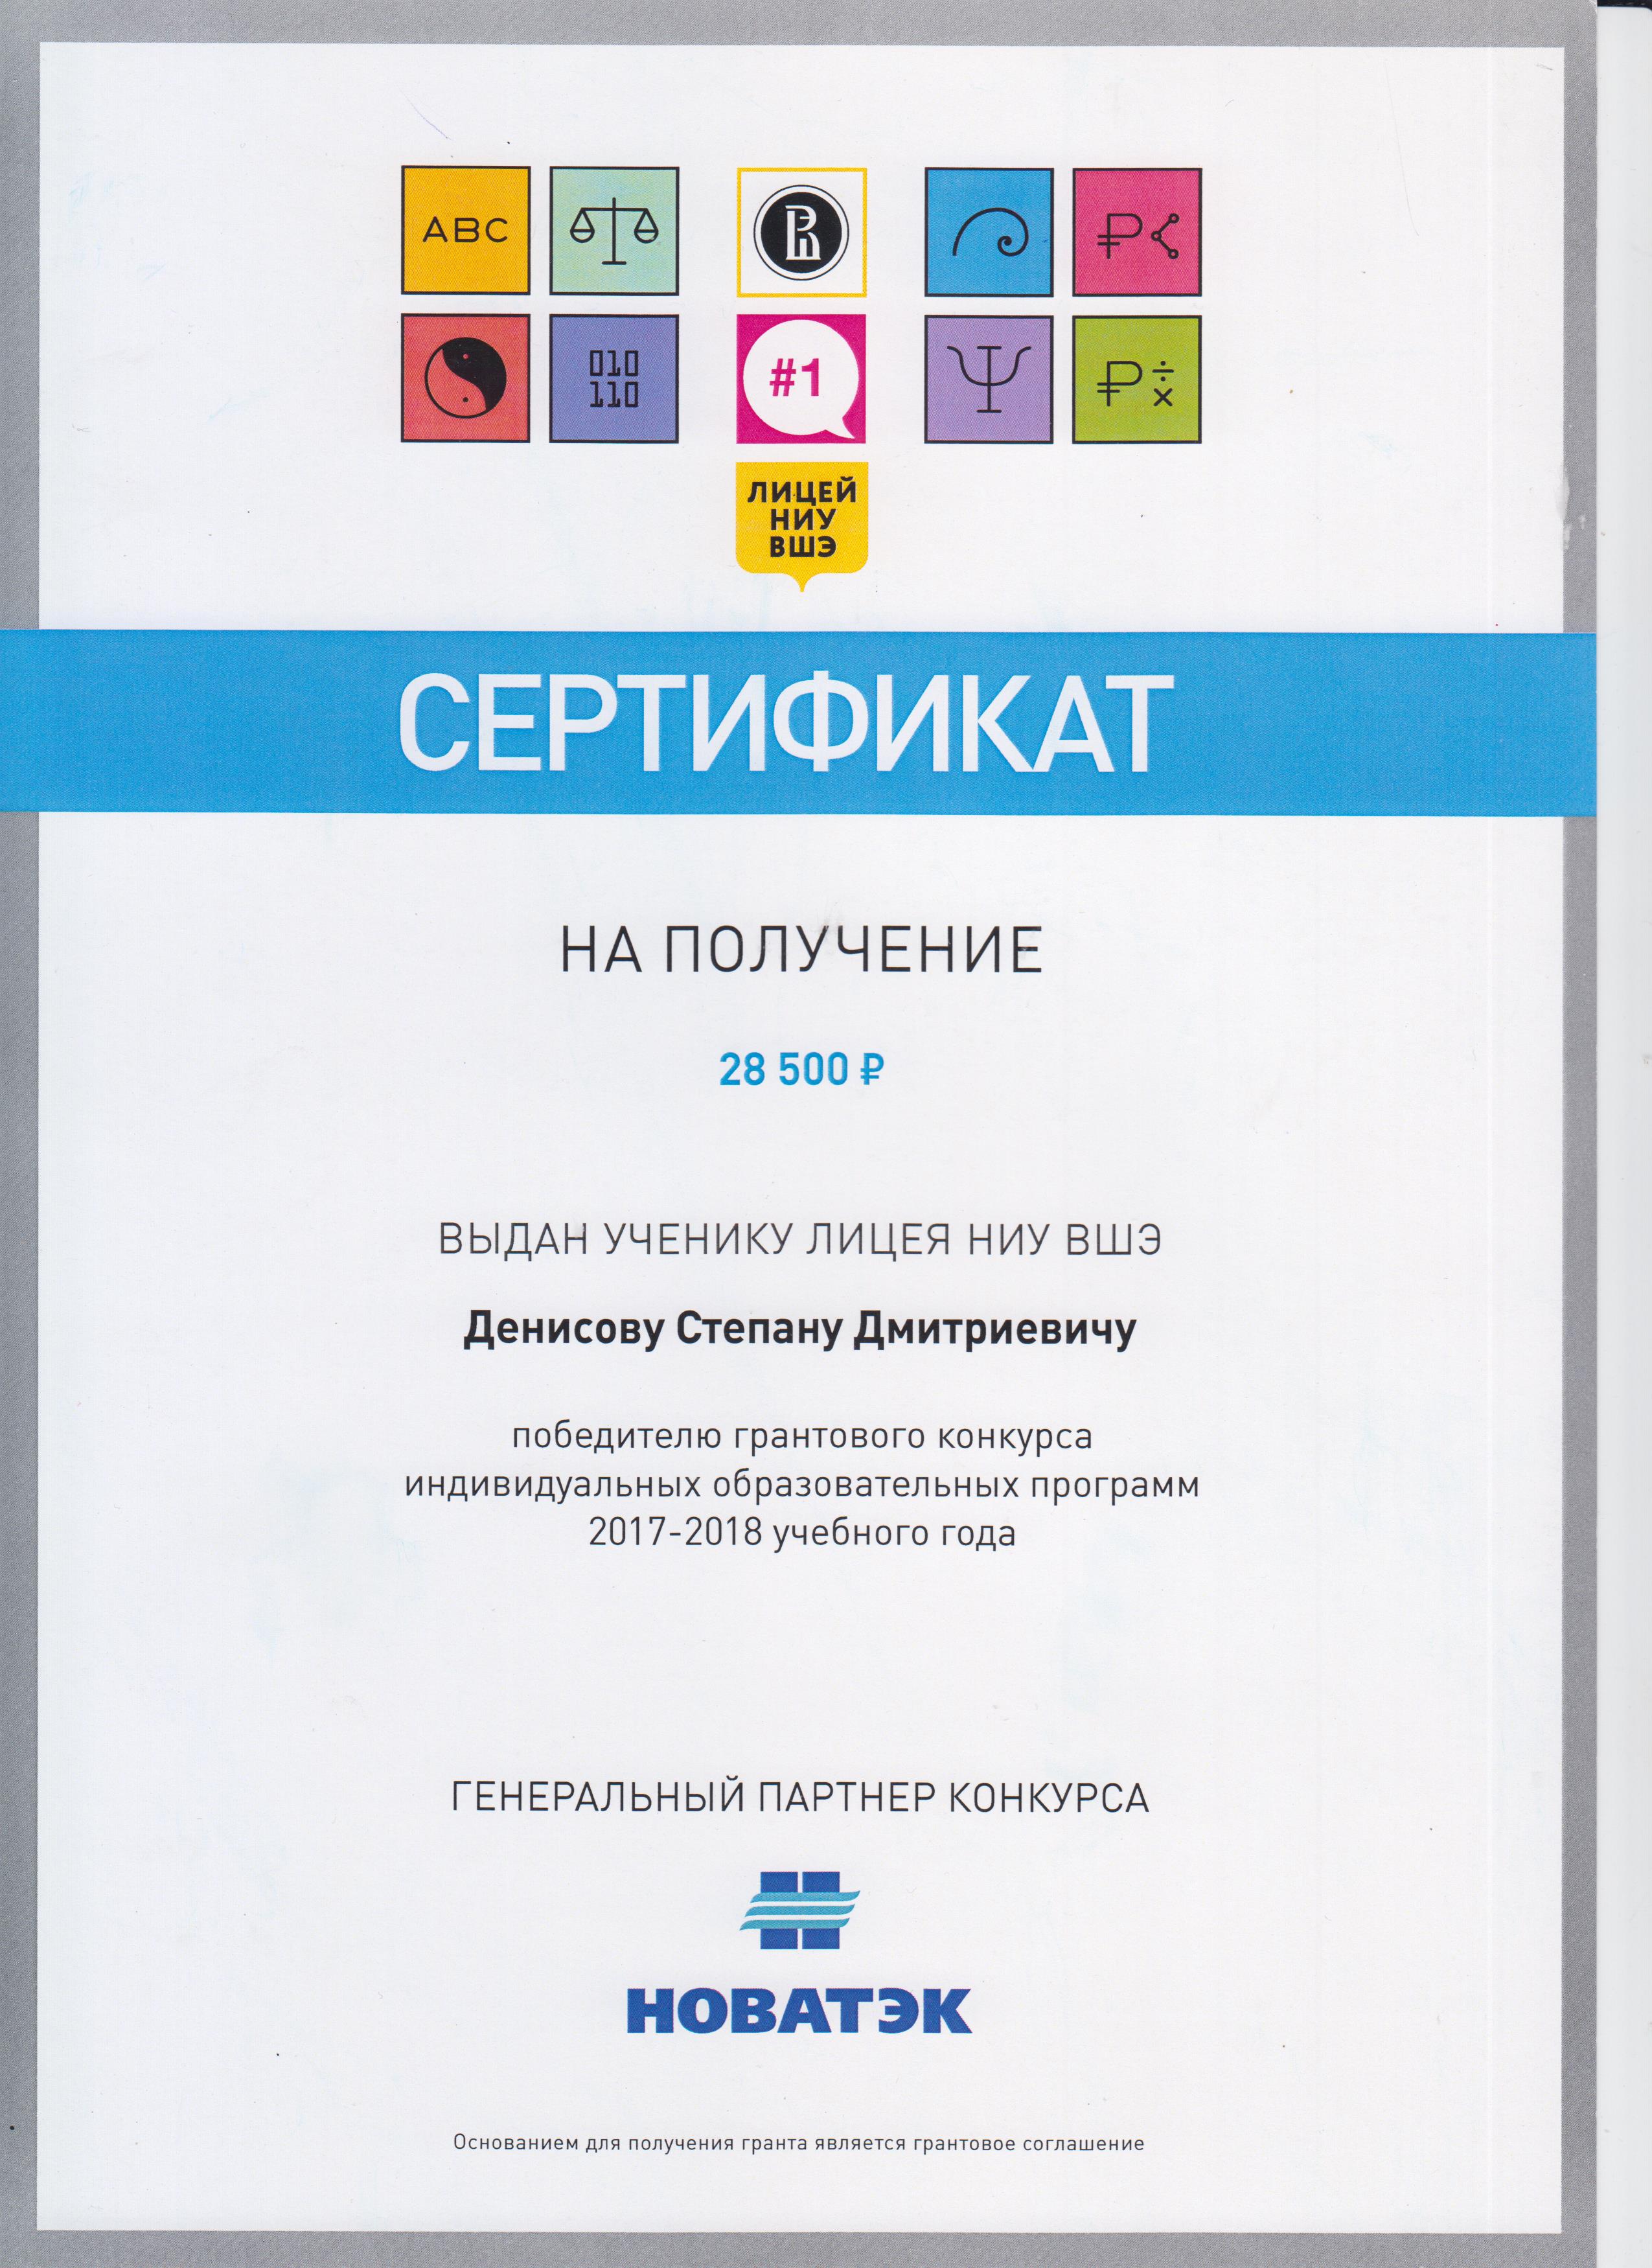 ABC
#1
010
110
ЛИЦЕЙ
НИУ
ВШЭ
СЕРТИФИКАТ
НА ПОЛУЧЕНИЕ
28 500 ₽
ВЫДАН УЧЕНИКУ ЛИЦЕЯ НИУ ВШЭ
Денисову Степану Дмитриевичу
победителю грантового конкурса
индивидуальных образовательных программ
2017-2018 учебного года
ГЕНЕРАЛЬНЫЙ ПАРТНЕР КОНКУРСА
НОВАТЭК
Основанием для получения гранта является грантовое соглашение